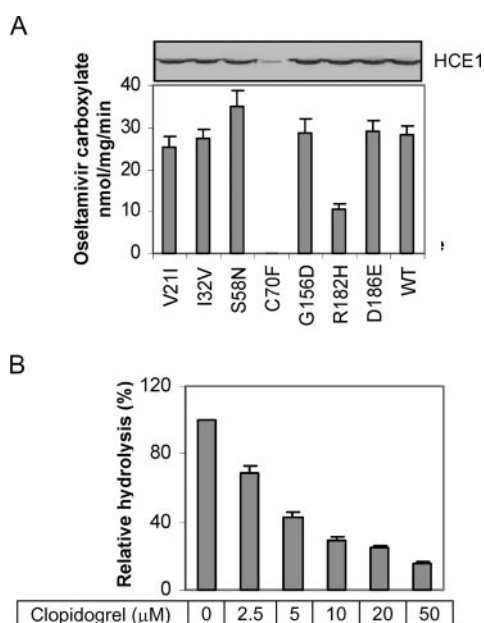 A
HCE1
Oseltamivir carboxylate
nmol/mg/min
40
30
20
10
0
V21I
I32V
S58N
C70F
G156D
R182H
D186E
WT
B
Relative hydrolysis (%)
120
80
40
0
Clopidogrel (μM) 0 2.5 5 10 20 50